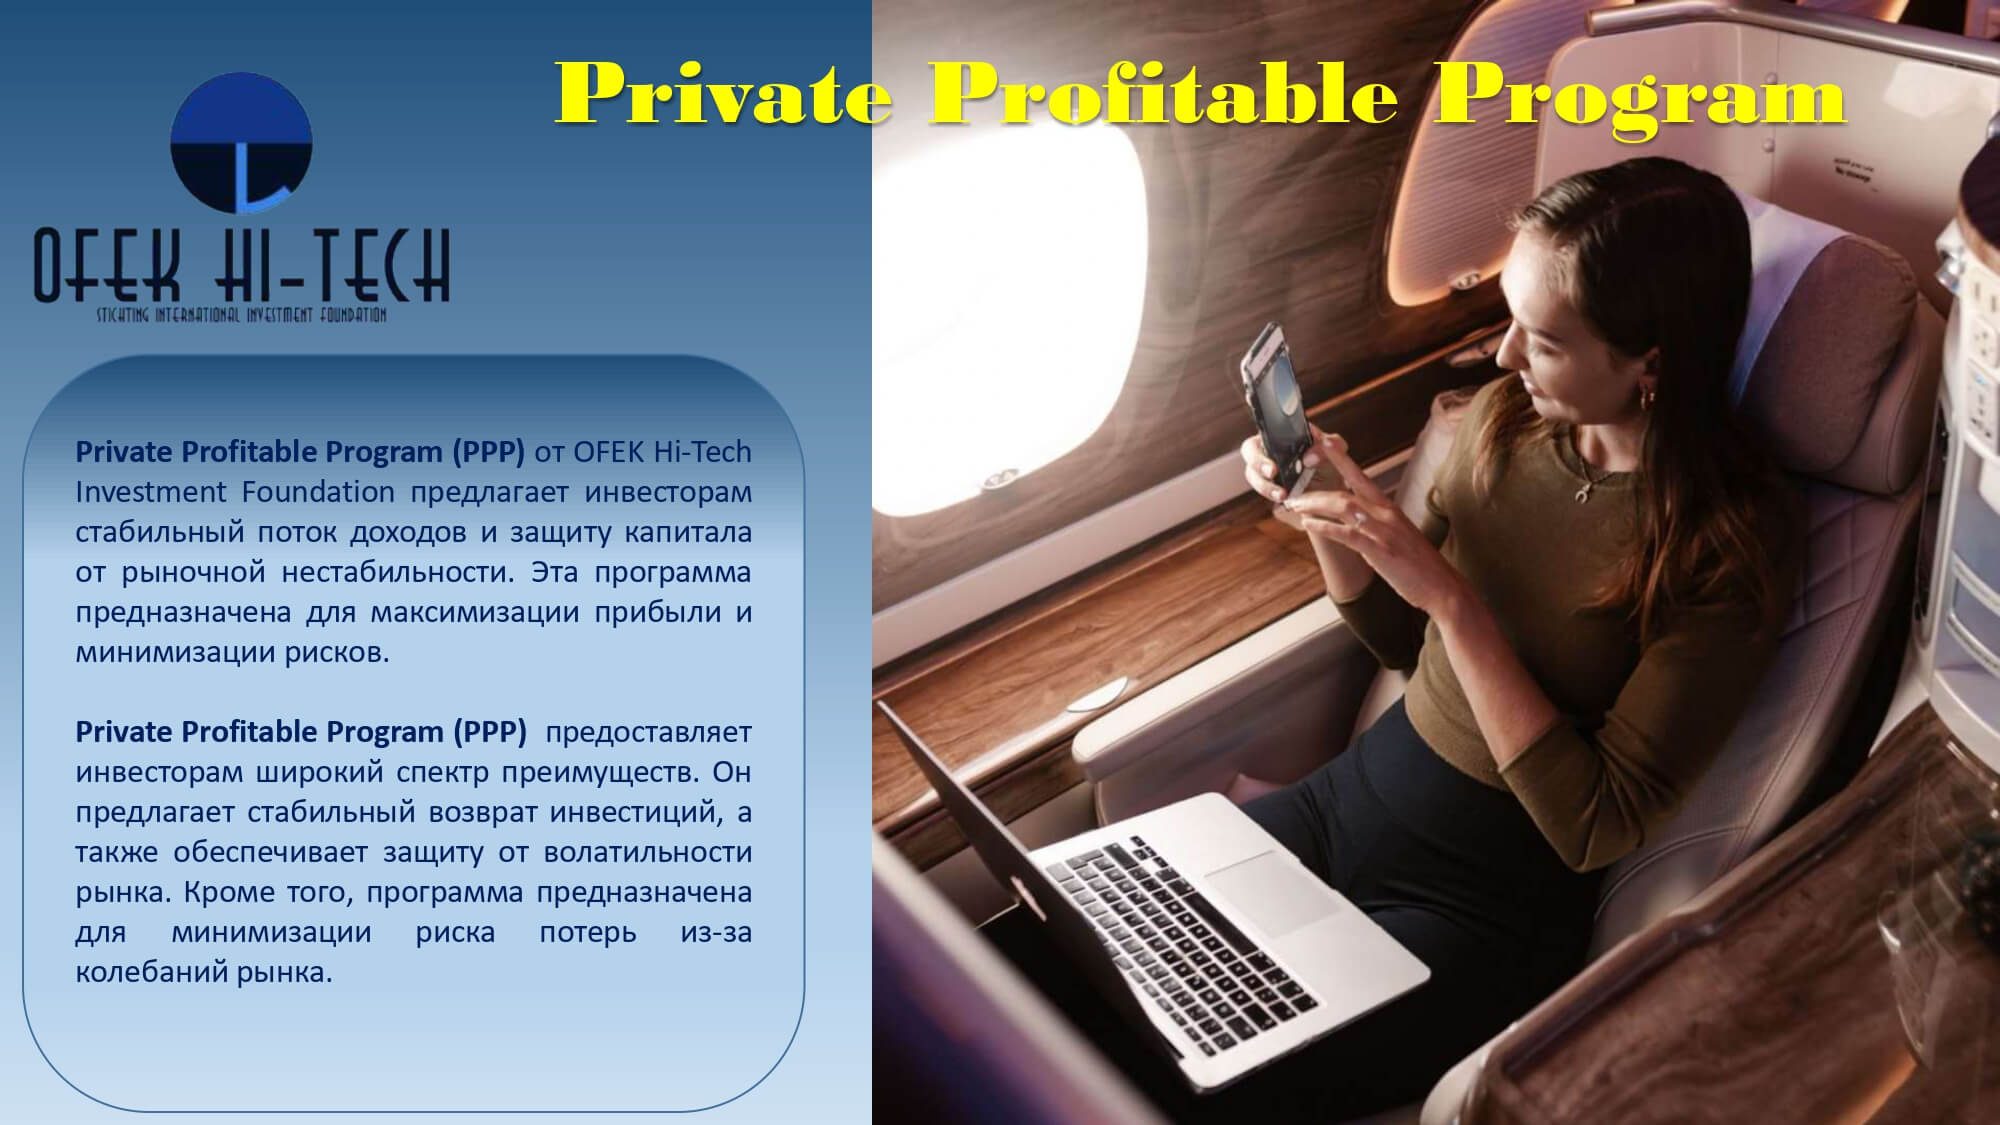 Private Profitable Program
OFEK HI-TECH
STICHTING INTERNATIONAL INVESTMENT FOUNDATION
Private Profitable Program (PPP) от OFEK Hi-Tech
Investment Foundation предлагает инвесторам
стабильный поток доходов и защиту капитала
от рыночной нестабильности. Эта программа
предназначена для максимизации прибыли и
минимизации рисков.
Private Profitable Program (PPP) предоставляет
инвесторам широкий спектр преимуществ. Он
предлагает стабильный возврат инвестиций, а
также обеспечивает защиту от волатильности
рынка. Кроме того, программа предназначена
для минимизации риска потерь из-за
колебаний рынка.